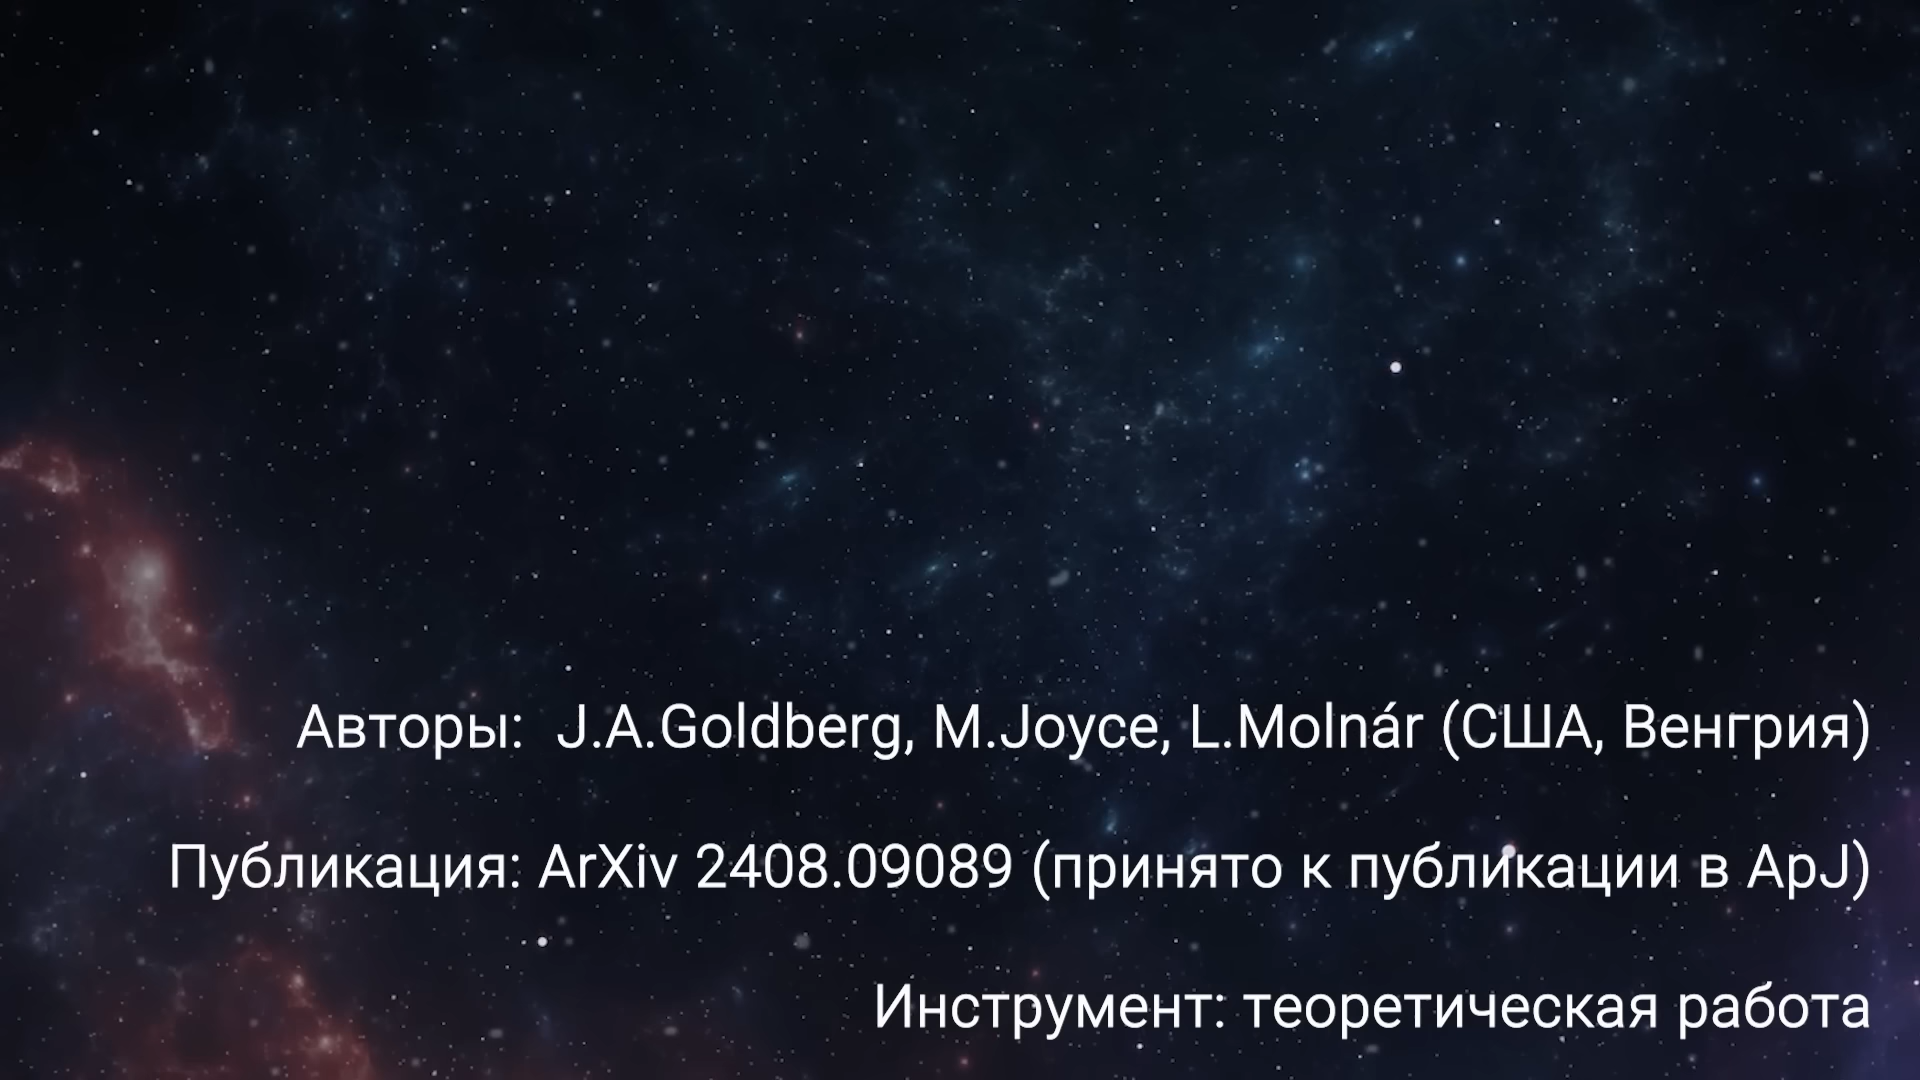 Авторы:  J.A.Goldberg, M.Joyce, L.Molnár (США, Венгрия)
Публикация: ArXiv 2408.09089 (принято к публикации в ApJ)
Инструмент: теоретическая работа